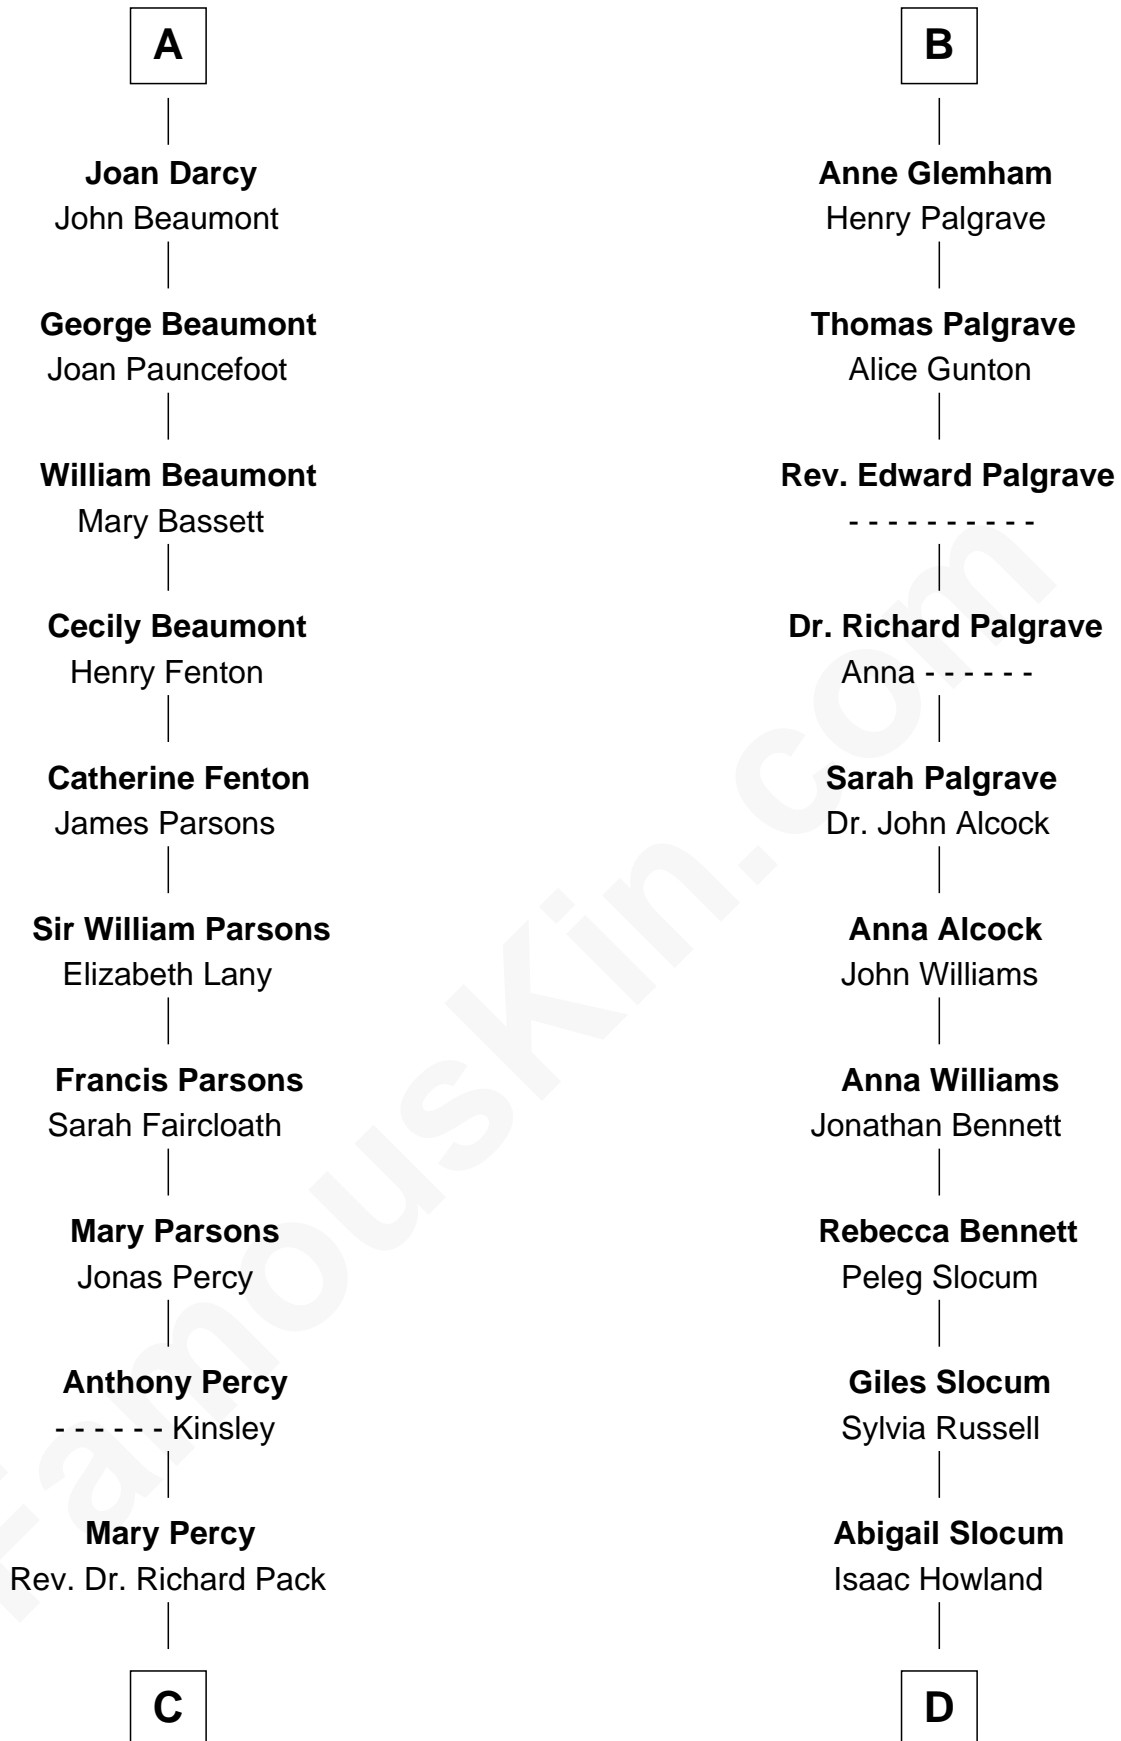 A
Joan Darcy
John Beaumont
George Beaumont
Joan Pauncefoot
William Beaumont
Mary Bassett
Cecily Beaumont
Henry Fenton
Catherine Fenton
James Parsons
Sir William Parsons
Elizabeth Lany
Francis Parsons
Sarah Faircloath
Mary Parsons
Jonas Percy
Anthony Percy
- - - - - - Kinsley
Mary Percy
Rev. Dr. Richard Pack
C
B
Anne Glemham
Henry Palgrave
Thomas Palgrave
Alice Gunton
Rev. Edward Palgrave
- - - - - - - - - -
Dr. Richard Palgrave
Anna - - - - - -
Sarah Palgrave
Dr. John Alcock
Anna Alcock
John Williams
Anna Williams
Jonathan Bennett
Rebecca Bennett
Peleg Slocum
Giles Slocum
Sylvia Russell
Abigail Slocum
Isaac Howland
D
FamousKin.com